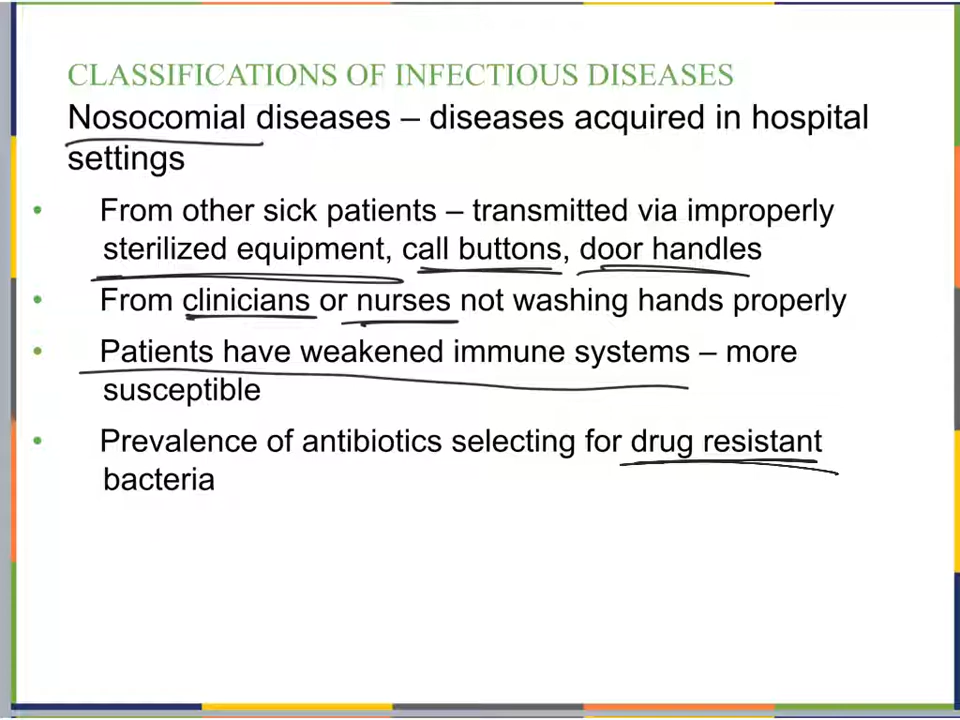 CLASSIFICATIONS OF INFECTIOUS DISEASES
Nosocomial diseases – diseases acquired in hospital
settings
• From other sick patients – transmitted via improperly
sterilized equipment, call buttons, door handles
• From clinicians or nurses not washing hands properly
• Patients have weakened immune systems – more
susceptible
• Prevalence of antibiotics selecting for drug resistant
bacteria